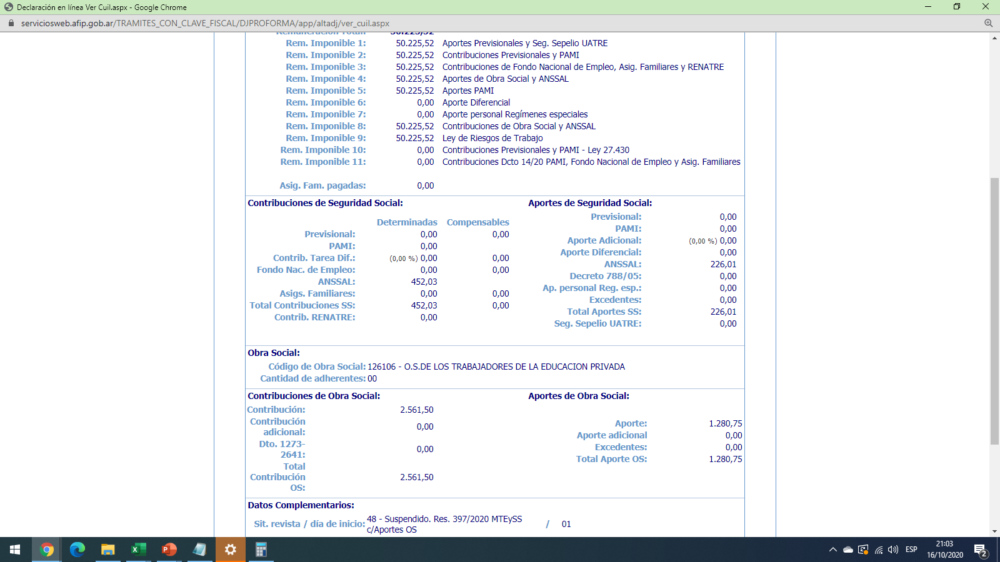 Declaración en línea Ver Cuil.aspx - Google Chrome
serviciosweb.afip.gob.ar/TRAMITES_CON_CLAVE_FISCAL/DJPROFORMA/app/altadj/ver_cuil.aspx
Remuneración Total: 50.225,52
Rem. Imponible 1: 50.225,52 Aportes Previsionales y Seg. Sepelio UATRE
Rem. Imponible 2: 50.225,52 Contribuciones Previsionales y PAMI
Rem. Imponible 3: 50.225,52 Contribuciones de Fondo Nacional de Empleo, Asig. Familiares y RENATRE
Rem. Imponible 4: 50.225,52 Aportes de Obra Social y ANSSAL
Rem. Imponible 5: 50.225,52 Aportes PAMI
Rem. Imponible 6: 0,00 Aporte Diferencial
Rem. Imponible 7: 0,00 Aporte personal Regímenes especiales
Rem. Imponible 8: 50.225,52 Contribuciones de Obra Social y ANSSAL
Rem. Imponible 9: 50.225,52 Ley de Riesgos de Trabajo
Rem. Imponible 10: 0,00 Contribuciones Previsionales y PAMI - Ley 27.430
Rem. Imponible 11: 0,00 Contribuciones Dcto 14/20 PAMI, Fondo Nacional de Empleo y Asig. Familiares
Asig. Fam. pagadas: 0,00
Contribuciones de Seguridad Social:
Determinadas Compensables
Previsional: 0,00 0,00
PAMI: 0,00
Contrib. Tarea Dif.: (0,00 %) 0,00 0,00
Fondo Nac. de Empleo: 0,00 0,00
ANSSAL: 452,03
Asigs. Familiares: 0,00 0,00
Total Contribuciones SS: 452,03 0,00
Contrib. RENATRE: 0,00
Aportes de Seguridad Social:
Previsional: 0,00
PAMI: 0,00
Aporte Adicional: (0,00 %) 0,00
Aporte Diferencial: 0,00
ANSSAL: 226,01
Decreto 788/05: 0,00
Ap. personal Reg. esp.: 0,00
Excedentes: 0,00
Total Aportes SS: 226,01
Seg. Sepelio UATRE: 0,00
Obra Social:
Código de Obra Social: 126106 - O.S.DE LOS TRABAJADORES DE LA EDUCACION PRIVADA
Cantidad de adherentes: 00
Contribuciones de Obra Social:
Contribución: 2.561,50
Contribución
adicional: 0,00
Dto. 1273-
2641: 0,00
Total
Contribución 2.561,50
OS:
Aportes de Obra Social:
Aporte: 1.280,75
Aporte adicional 0,00
Excedentes: 0,00
Total Aporte OS: 1.280,75
Datos Complementarios:
Sit. revista / día de inicio: 48 - Suspendido. Res. 397/2020 MTEySS
c/Aportes OS / 01
ESP
21:03
16/10/2020
2